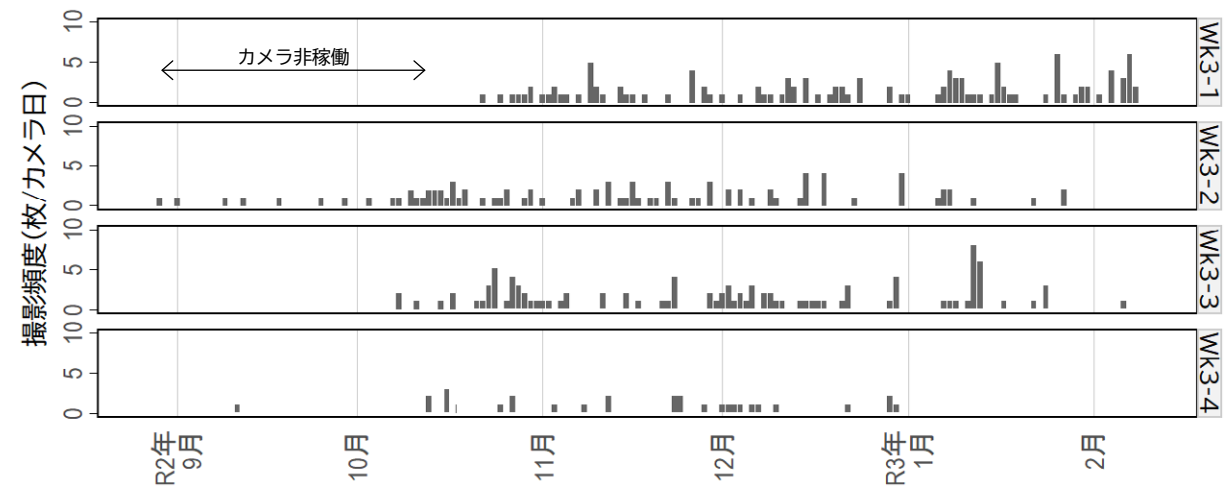 撮影頻度(枚/カメラ日)
10
5
0
カメラ非稼働
Wk3-1
10
5
0
Wk3-2
10
5
0
Wk3-3
10
5
0
Wk3-4
R2年
9月
10月
11月
12月
R3年
1月
2月